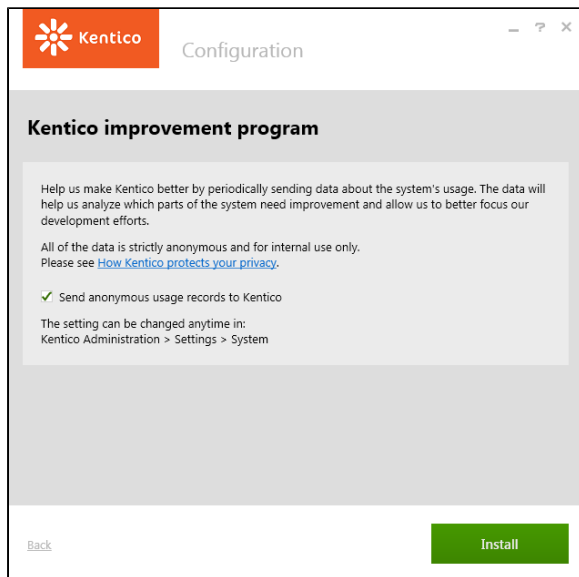 Kentico
Configuration
Kentico improvement program
Help us make Kentico better by periodically sending data about the system's usage. The data will
help us analyze which parts of the system need improvement and allow us to better focus our
development efforts.
All of the data is strictly anonymous and for internal use only.
Please see How Kentico protects your privacy.
Send anonymous usage records to Kentico
The setting can be changed anytime in:
Kentico Administration > Settings > System
Back
Install